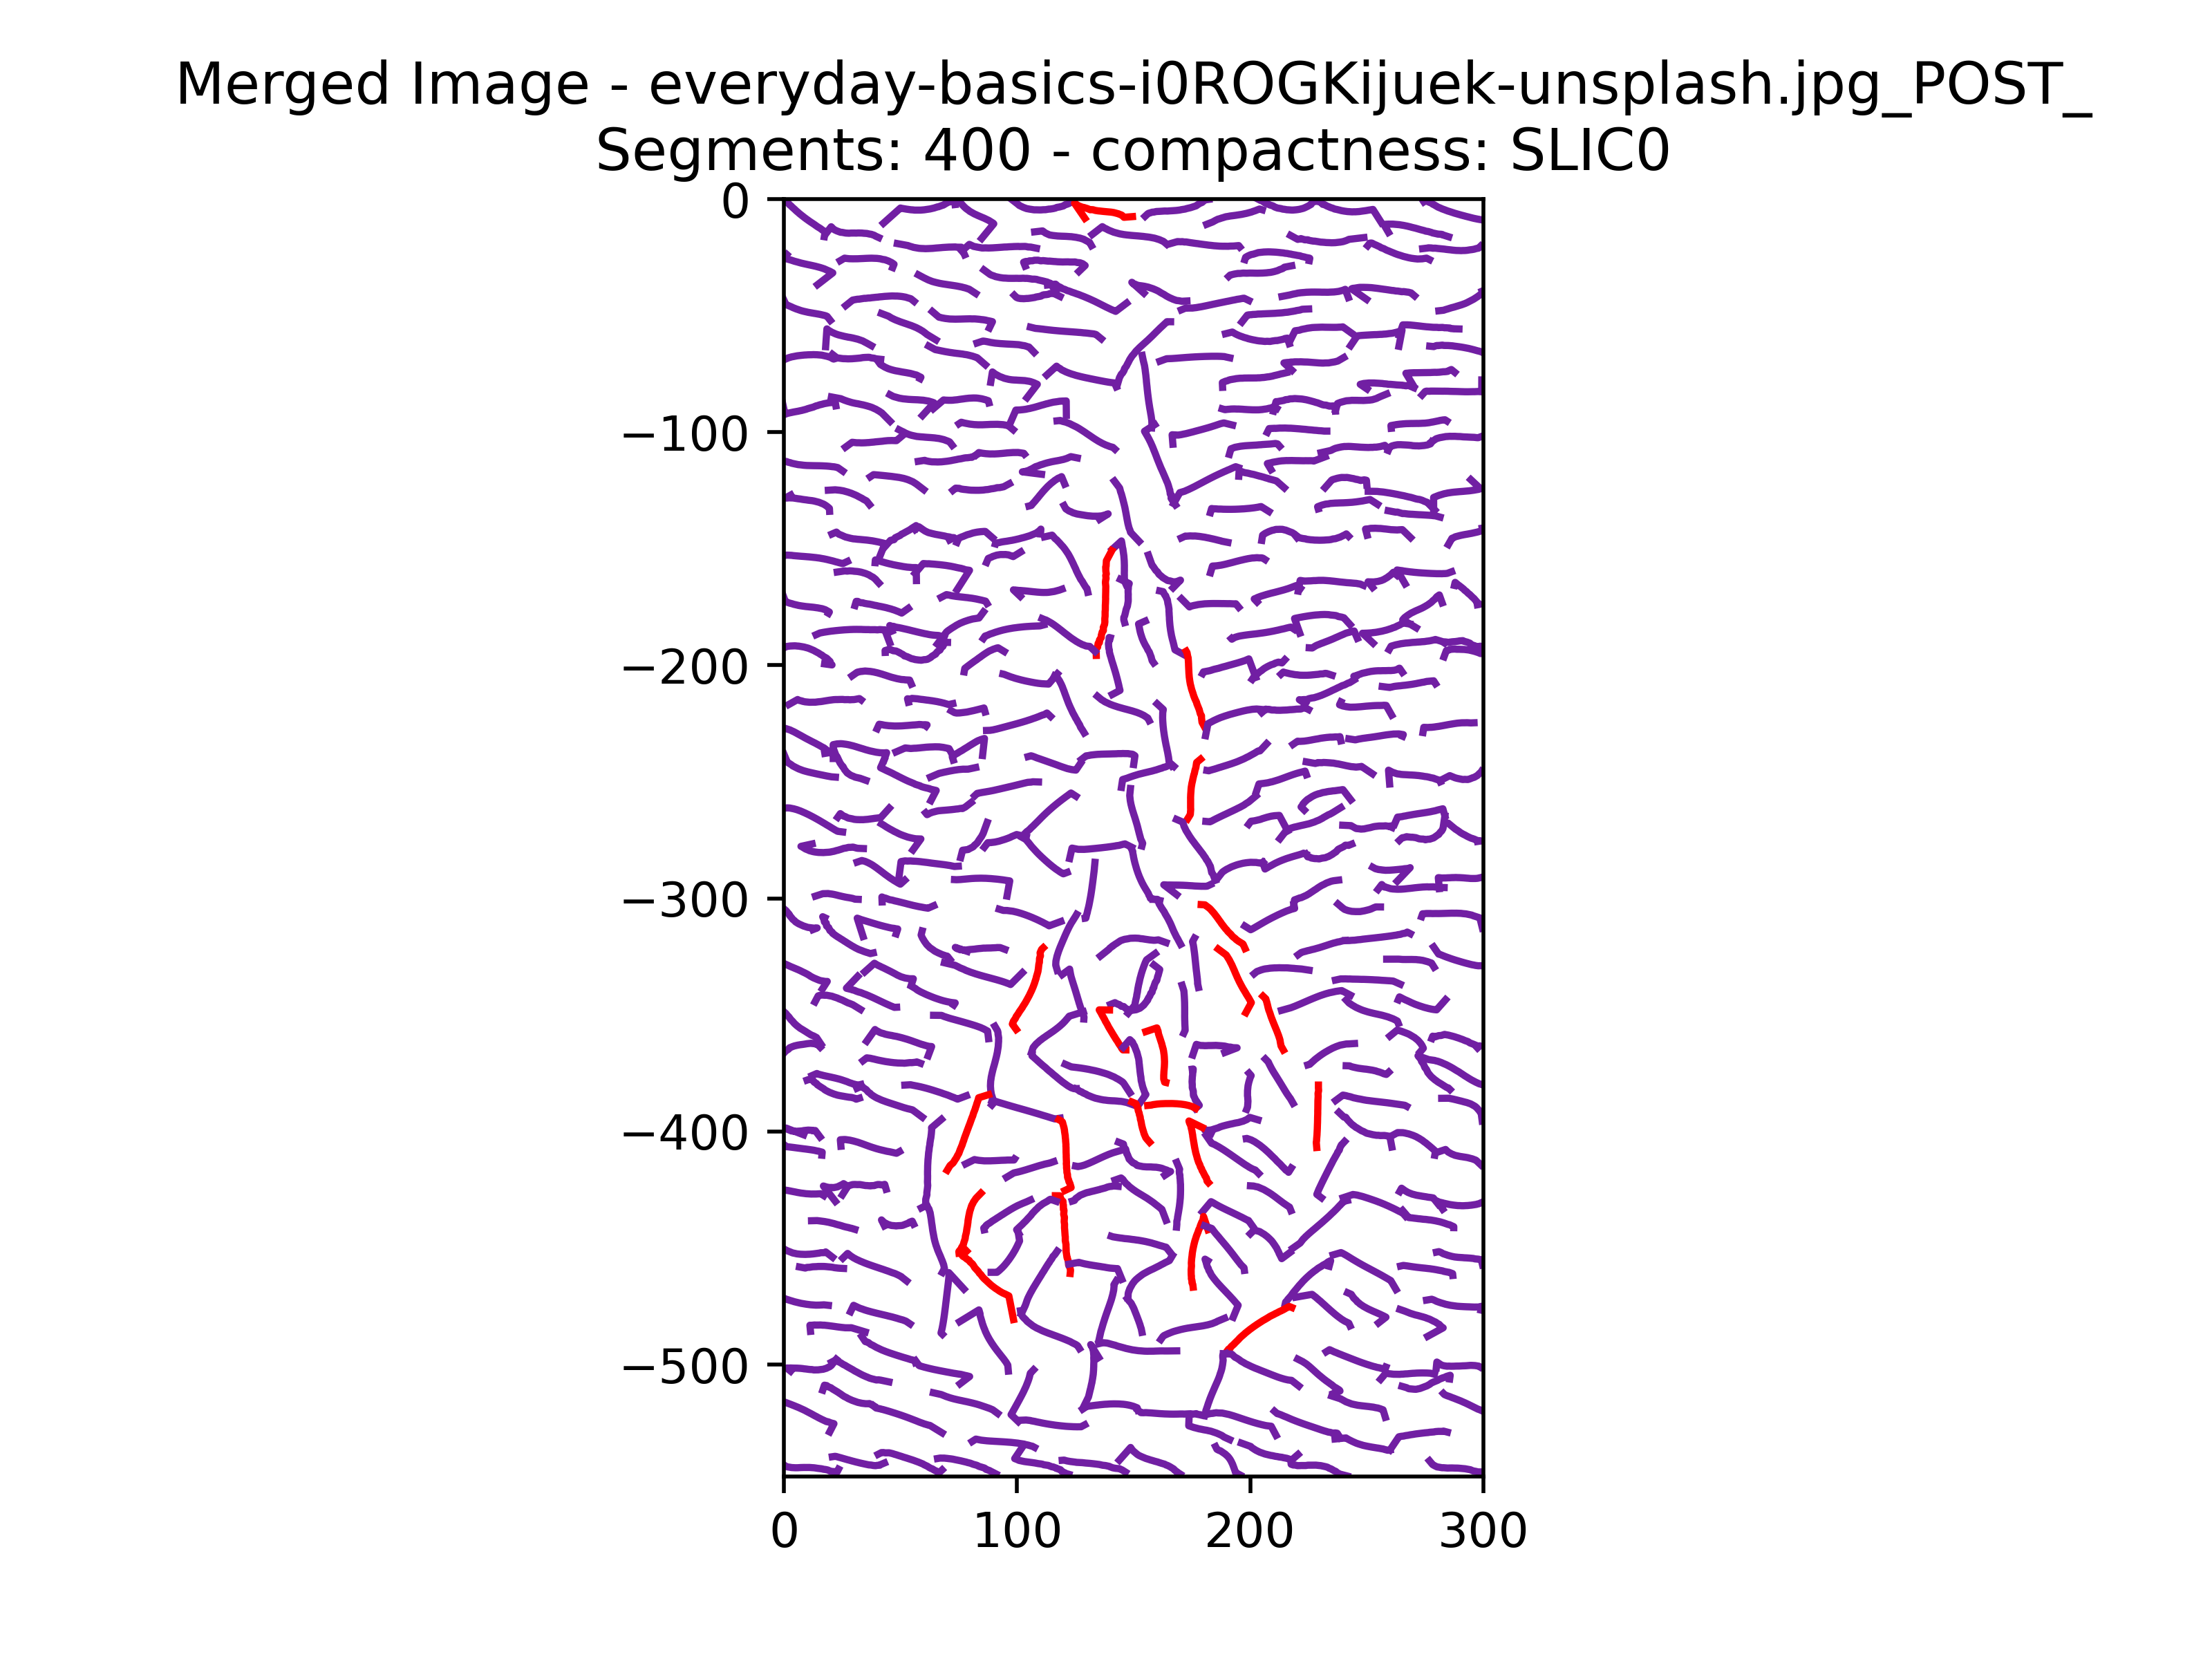 Merged Image - everyday-basics-i0ROGKijuek-unsplash.jpg_POST_
Segments: 400 - compactness: SLIC0
0
−100
−200
−300
−400
−500
0 100 200 300